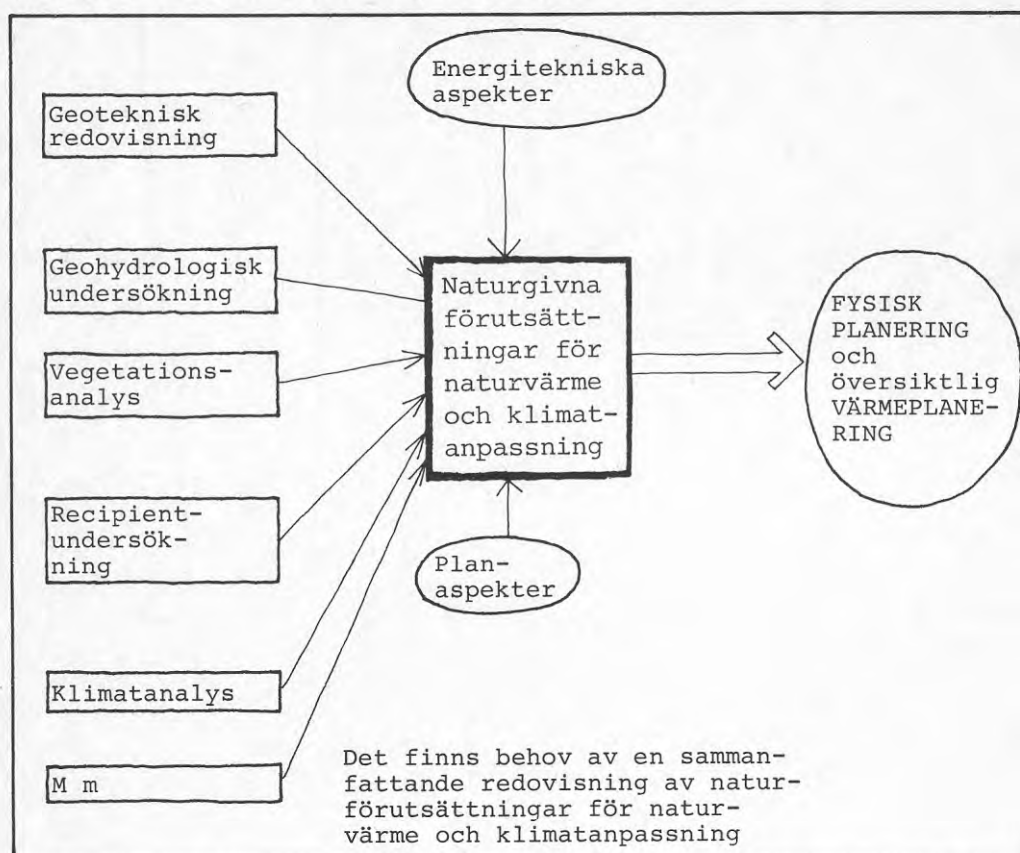 Energitekniska
aspekter
Geoteknisk
redovisning
Geohydrologisk
undersökning
Vegetations-
analys
Recipient-
undersök-
ning
Klimatanalys
M m
Naturgivna
förutsätt-
ningar för
naturvärme
och klimat-
anpassning
Plan-
aspekter
FYSISK
PLANERING
och
översiktlig
VÄRMEPLANE-
RING
Det finns behov av en samman-
fattande redovisning av natur-
förutsättningar för natur-
värme och klimatanpassning